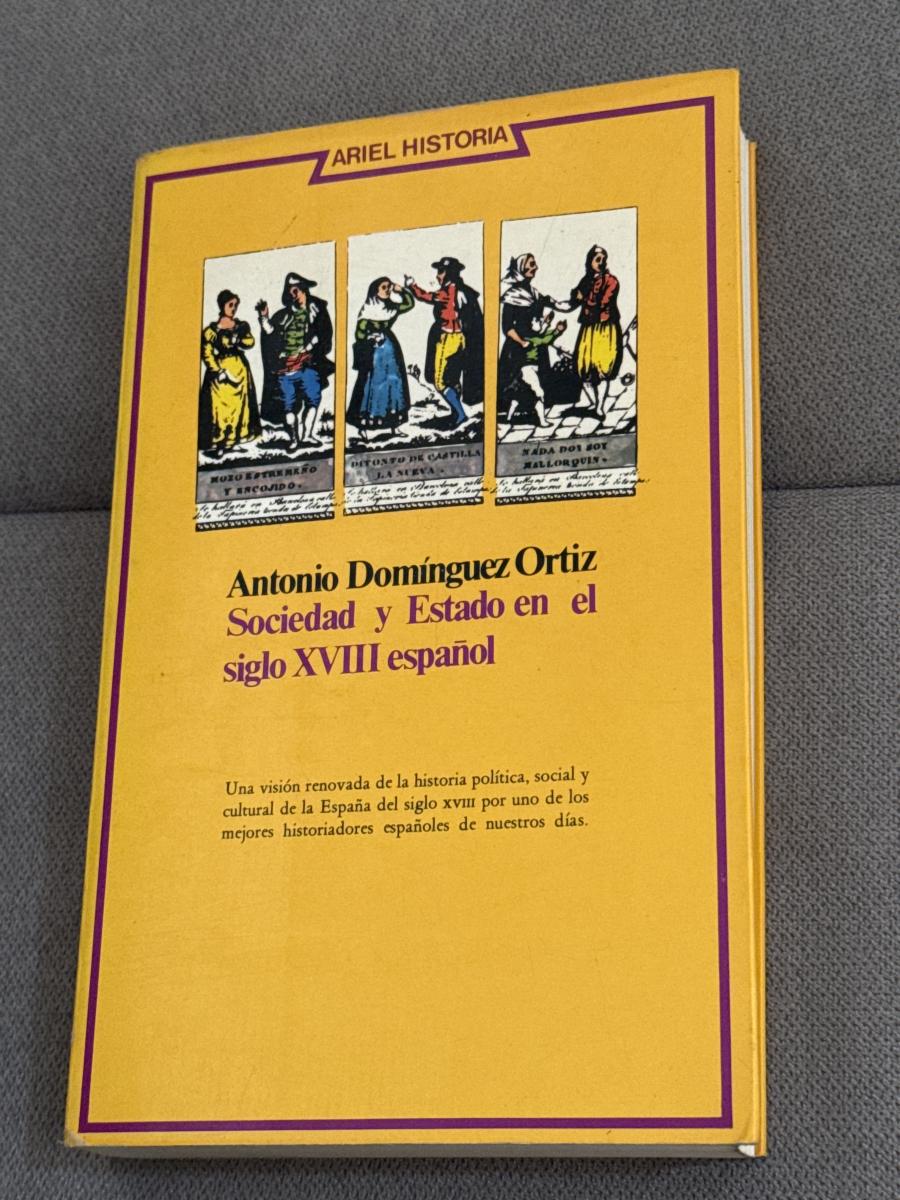 ARIEL HISTORIA
MOZO ESTREMEÑO
Y ENCOJIDO.
DITONTO DE CASTILLA
LA NUEVA.
NADA DOY SOY
MALLORQUIN.
Antonio Domínguez Ortiz
Sociedad y Estado en el
siglo XVIII español
Una visión renovada de la historia política, social y
cultural de la España del siglo XVIII por uno de los
mejores historiadores españoles de nuestros días.